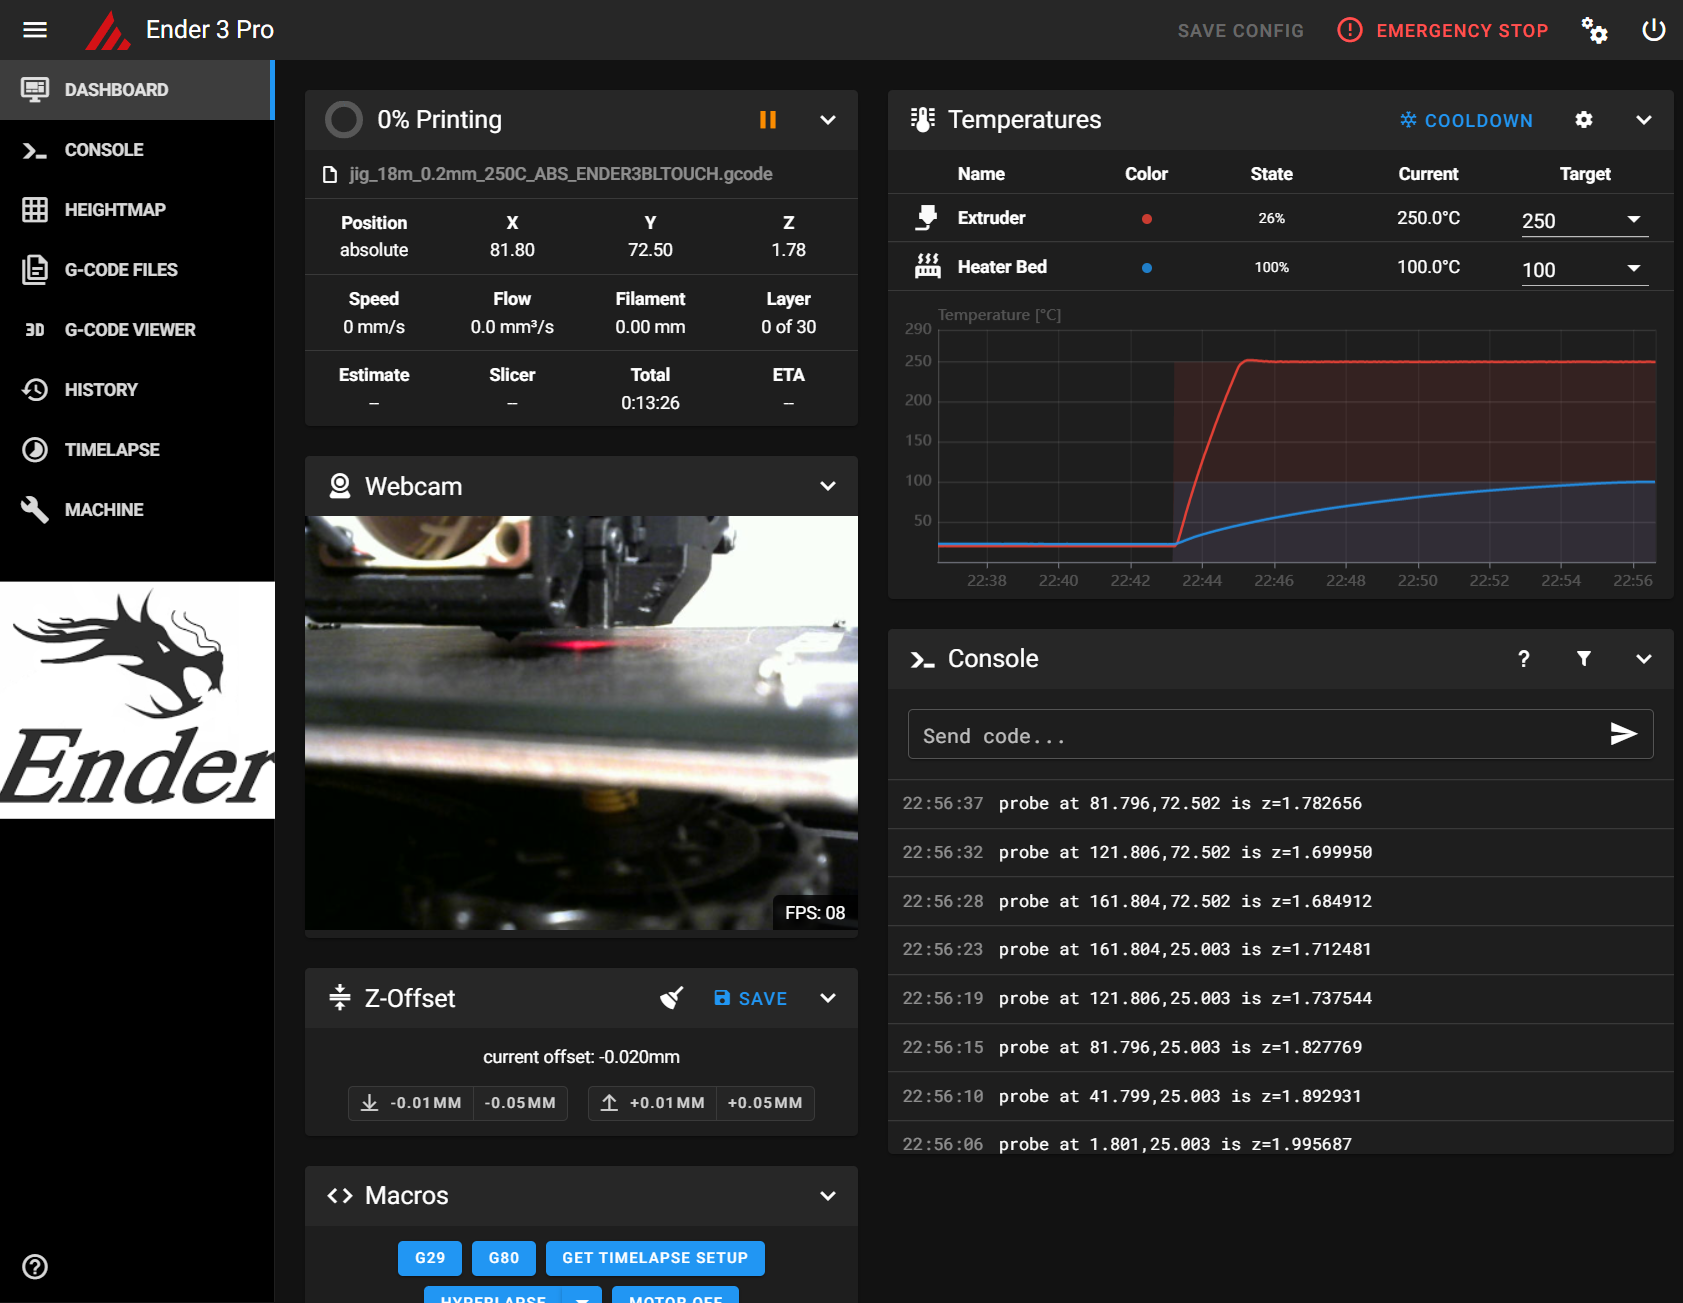 Ender 3 Pro
SAVE CONFIG
EMERGENCY STOP
DASHBOARD
CONSOLE
HEIGHTMAP
G-CODE FILES
3D G-CODE VIEWER
HISTORY
TIMELAPSE
MACHINE
Ender
0% Printing
jig_18m_0.2mm_250C_ABS_ENDER3BLTOUCH.gcode
Position X Y Z
absolute 81.80 72.50 1.78
Speed Flow Filament Layer
0 mm/s 0.0 mm³/s 0.00 mm 0 of 30
Estimate Slicer Total ETA
-- -- 0:13:26 --
Webcam
FPS: 08
Z-Offset
SAVE
current offset: -0.020mm
-0.01MM -0.05MM +0.01MM +0.05MM
Macros
G29 G80 GET TIMELAPSE SETUP
HYPERLAPSE MOTOR OFF
Temperatures
COOLDOWN
Name Color State Current Target
Extruder 26% 250.0°C 250
Heater Bed 100% 100.0°C 100
Temperature [°C]
290
250
200
150
100
50
22:38 22:40 22:42 22:44 22:46 22:48 22:50 22:52 22:54 22:56
Console
?
Send code...
22:56:37 probe at 81.796,72.502 is z=1.782656
22:56:32 probe at 121.806,72.502 is z=1.699950
22:56:28 probe at 161.804,72.502 is z=1.684912
22:56:23 probe at 161.804,25.003 is z=1.712481
22:56:19 probe at 121.806,25.003 is z=1.737544
22:56:15 probe at 81.796,25.003 is z=1.827769
22:56:10 probe at 41.799,25.003 is z=1.892931
22:56:06 probe at 1.801,25.003 is z=1.995687